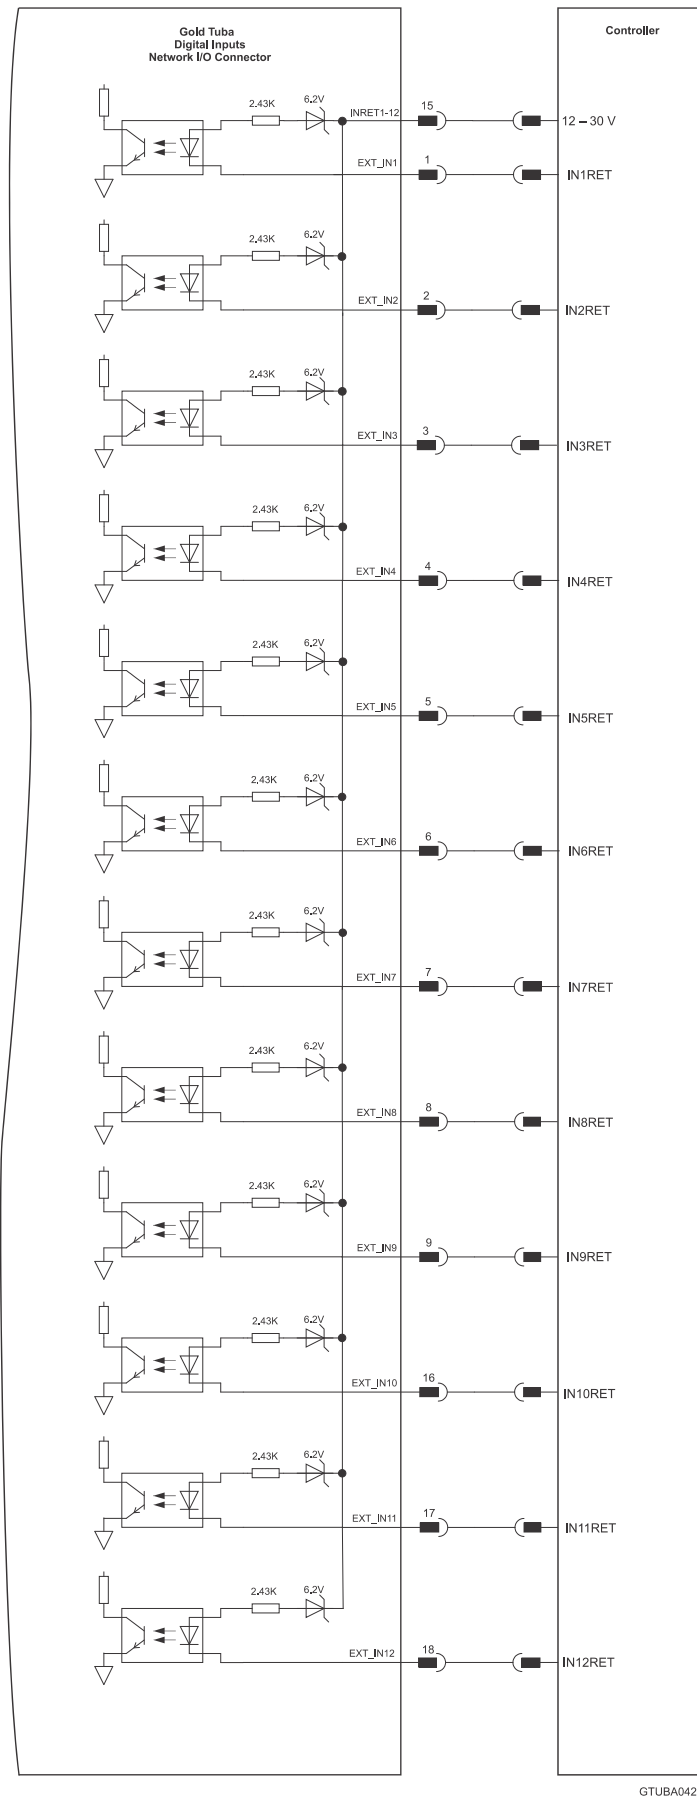 Gold Tuba
Digital Inputs
Network I/O Connector
Controller
2.43K 6.2V INRET1-12 15 12 – 30 V
EXT_IN1 1 IN1RET
2.43K 6.2V
EXT_IN2 2 IN2RET
2.43K 6.2V
EXT_IN3 3 IN3RET
2.43K 6.2V
EXT_IN4 4 IN4RET
2.43K 6.2V
EXT_IN5 5 IN5RET
2.43K 6.2V
EXT_IN6 6 IN6RET
2.43K 6.2V
EXT_IN7 7 IN7RET
2.43K 6.2V
EXT_IN8 8 IN8RET
2.43K 6.2V
EXT_IN9 9 IN9RET
2.43K 6.2V
EXT_IN10 16 IN10RET
2.43K 6.2V
EXT_IN11 17 IN11RET
2.43K 6.2V
EXT_IN12 18 IN12RET
GTUBA042